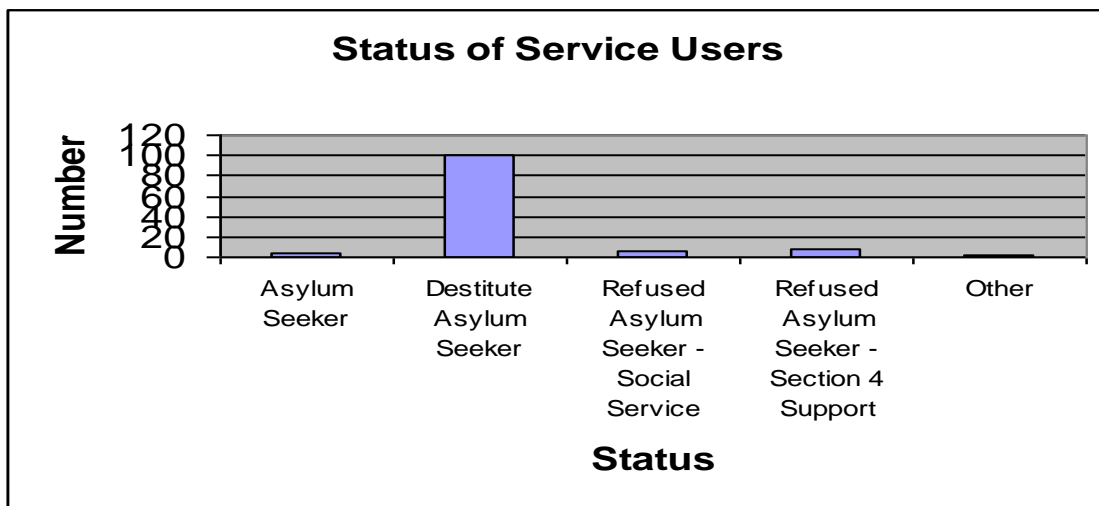 Status of Service Users
Number
120
100
80
60
40
20
0
Asylum
Seeker
Destitute
Asylum
Seeker
Refused
Asylum
Seeker -
Social
Service
Refused
Asylum
Seeker -
Section 4
Support
Other
Status